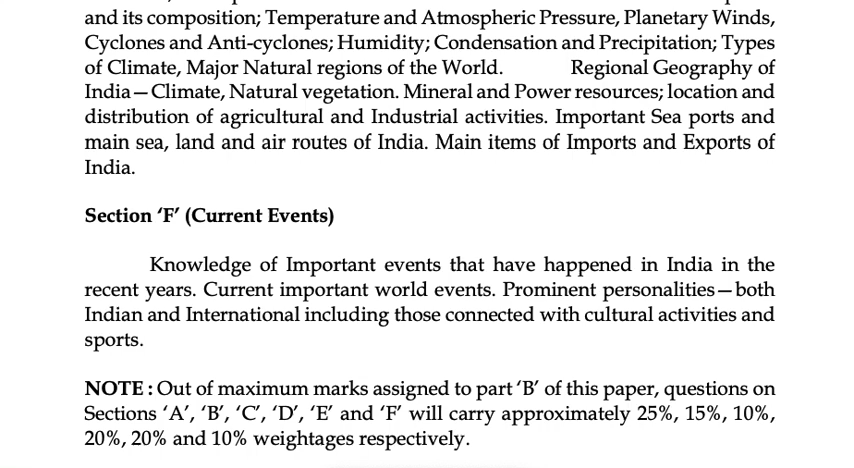 and its composition; Temperature and Atmospheric Pressure, Planetary Winds,
Cyclones and Anti-cyclones; Humidity; Condensation and Precipitation; Types
of Climate, Major Natural regions of the World. Regional Geography of
India—Climate, Natural vegetation. Mineral and Power resources; location and
distribution of agricultural and Industrial activities. Important Sea ports and
main sea, land and air routes of India. Main items of Imports and Exports of
India.
Section ‘F’ (Current Events)
Knowledge of Important events that have happened in India in the
recent years. Current important world events. Prominent personalities—both
Indian and International including those connected with cultural activities and
sports.
NOTE : Out of maximum marks assigned to part ‘B’ of this paper, questions on
Sections ‘A’, ‘B’, ‘C’, ‘D’, ‘E’ and ‘F’ will carry approximately 25%, 15%, 10%,
20%, 20% and 10% weightages respectively.